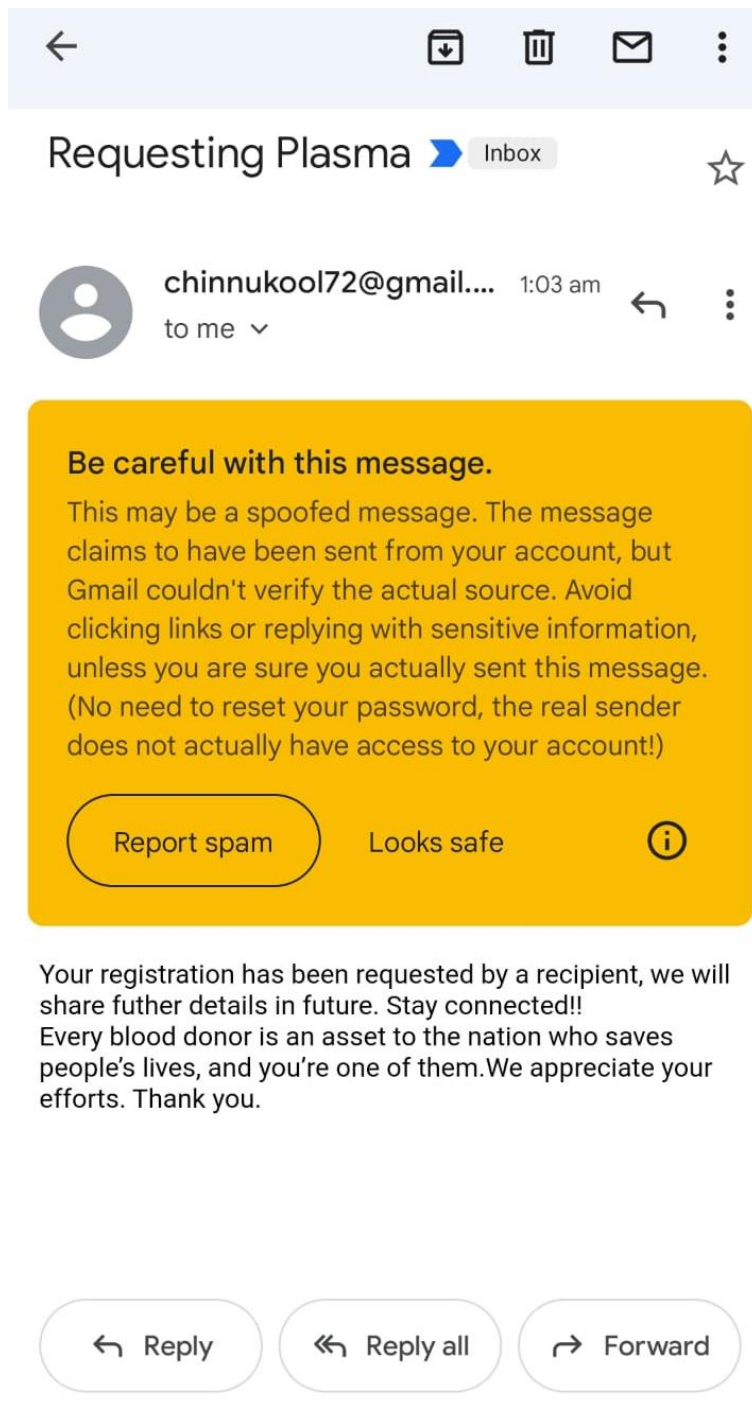 Requesting Plasma Inbox
chinnukool72@gmail.... 1:03 am
to me
Be careful with this message.
This may be a spoofed message. The message
claims to have been sent from your account, but
Gmail couldn't verify the actual source. Avoid
clicking links or replying with sensitive information,
unless you are sure you actually sent this message.
(No need to reset your password, the real sender
does not actually have access to your account!)
Report spam Looks safe
Your registration has been requested by a recipient, we will
share futher details in future. Stay connected!!
Every blood donor is an asset to the nation who saves
people’s lives, and you’re one of them.We appreciate your
efforts. Thank you.
Reply Reply all Forward